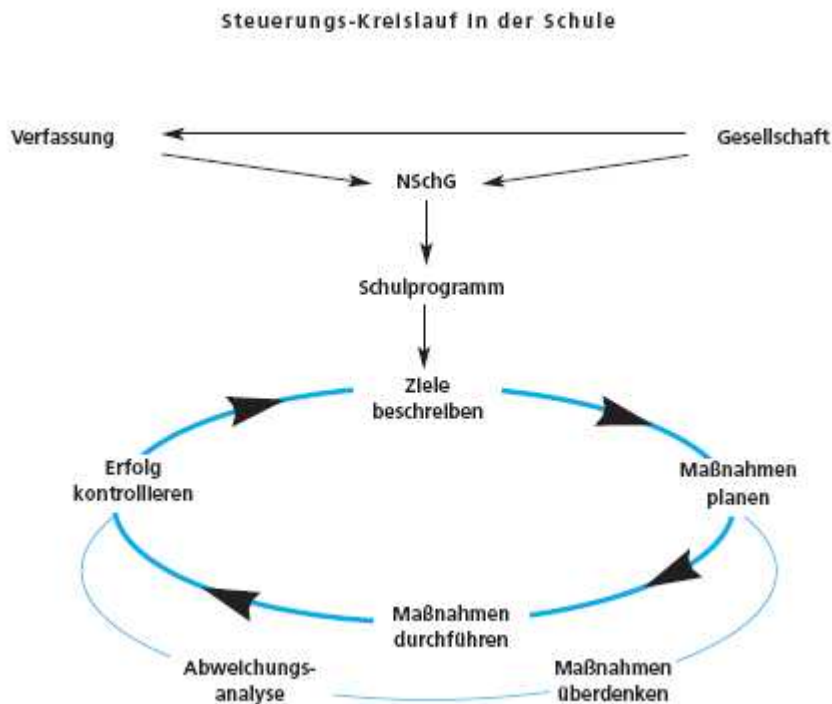 Steuerungs-Kreislauf in der Schule
Verfassung
Gesellschaft
NSchG
Schulprogramm
Ziele
beschreiben
Erfolg
kontrollieren
Maßnahmen
planen
Maßnahmen
durchführen
Abweichungs-
analyse
Maßnahmen
überdenken